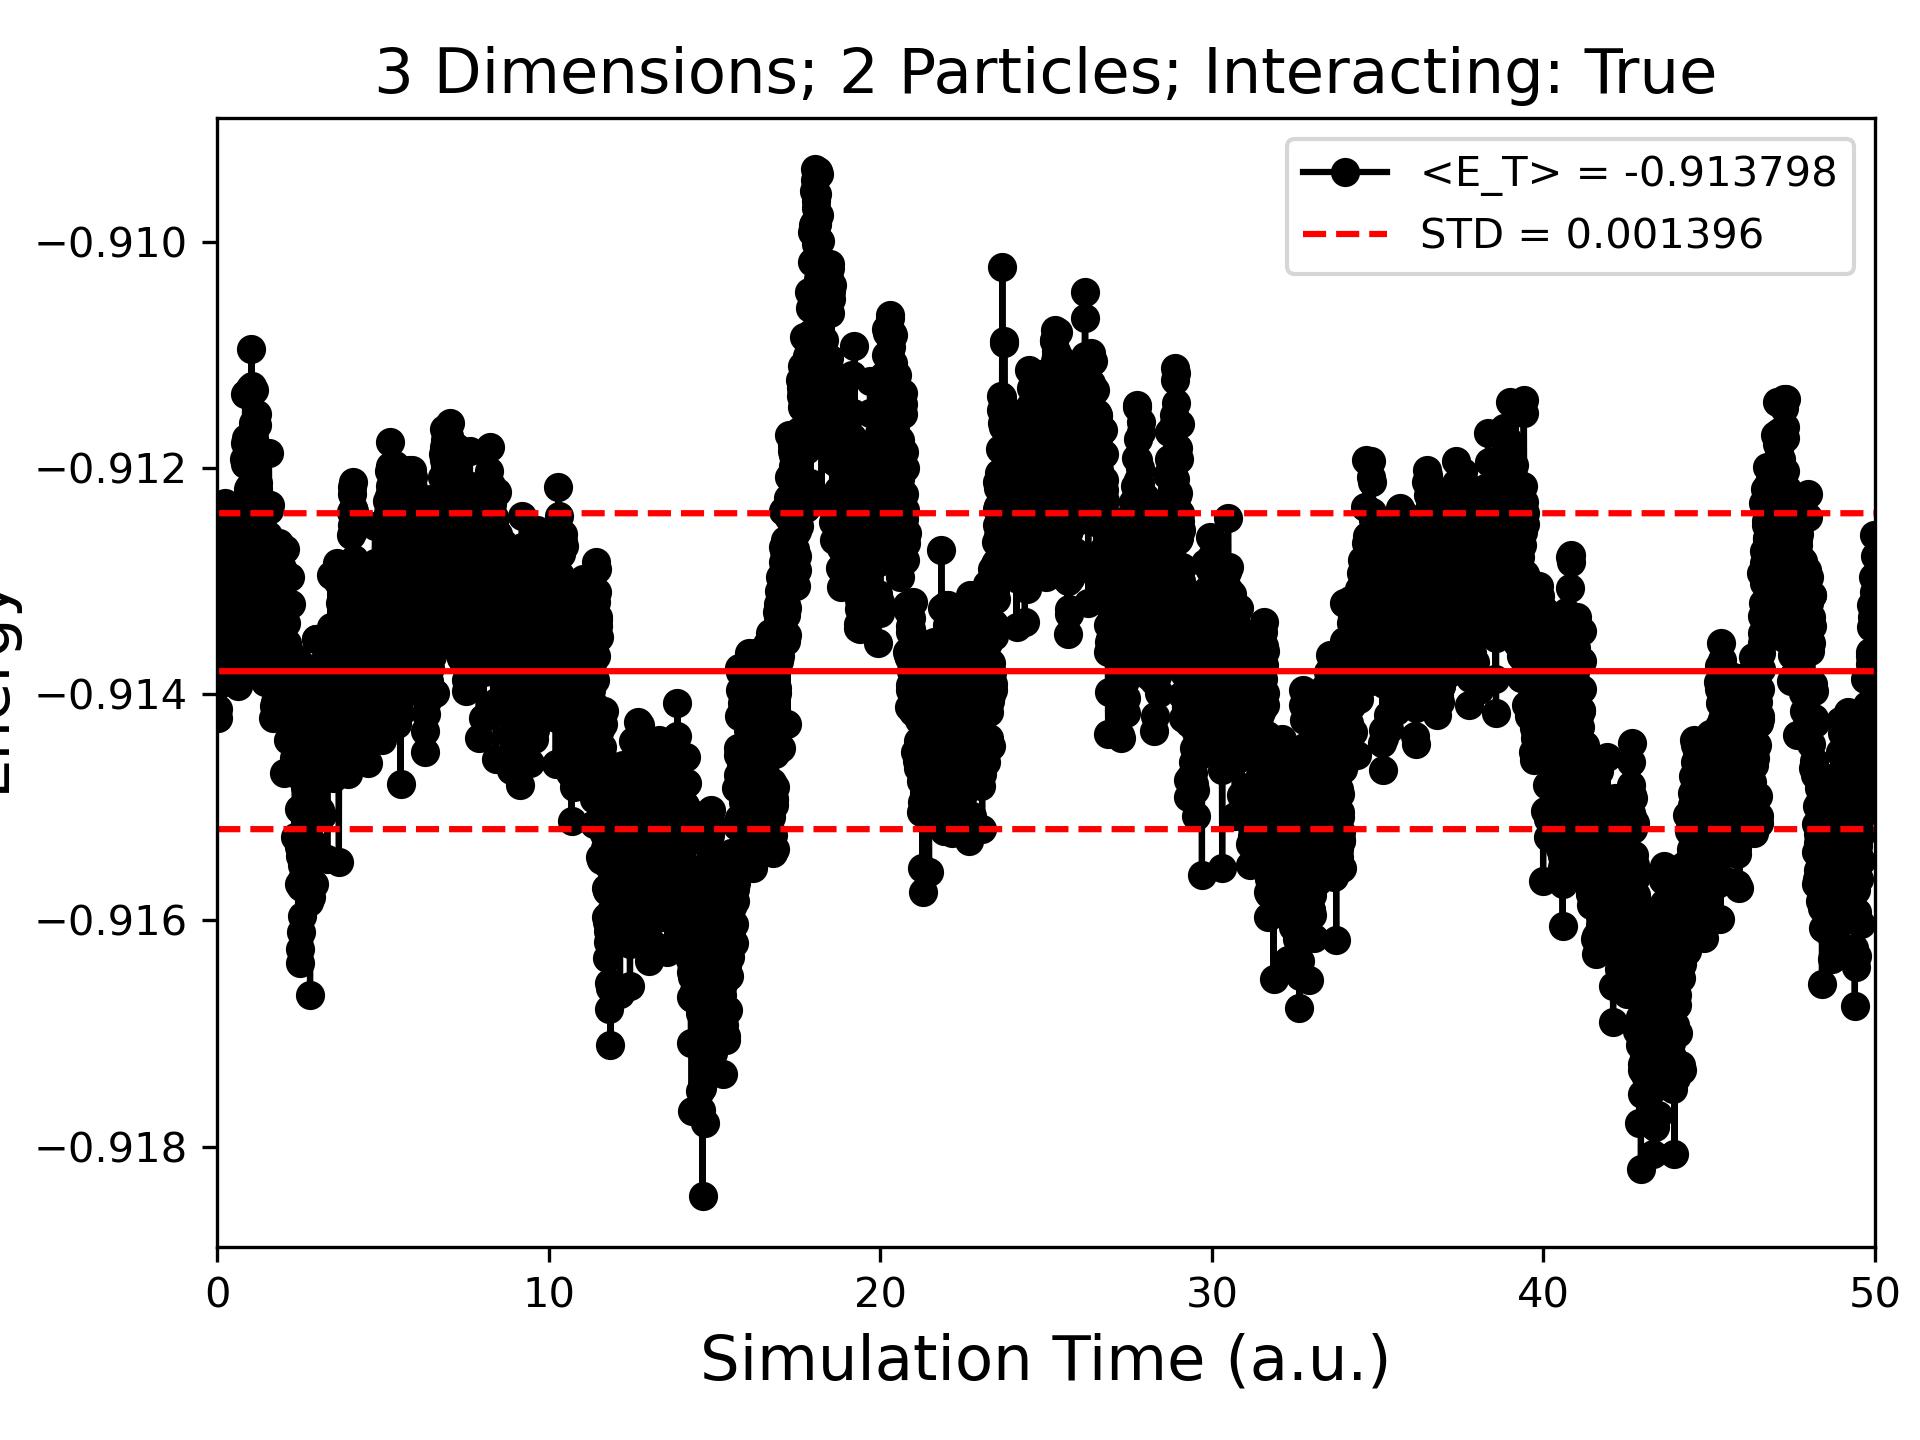 3 Dimensions; 2 Particles; Interacting: True
<E_T> = -0.913798
STD = 0.001396
Energy
−0.910
−0.912
−0.914
−0.916
−0.918
0 10 20 30 40 50
Simulation Time (a.u.)